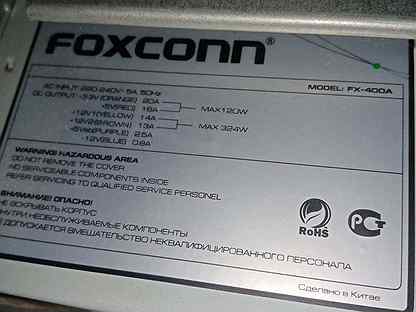 FOXCONN®
MODEL: FX-400A
AC INPUT: 220-240V~ 5A, 50Hz
DC OUTPUT: +3.3V (ORANGE) 20A
+5V(RED) 16A
MAX120W
+12V1(YELLOW) 14A
+12V2(BROWN) 13A
MAX 324W
+5Vsb(PURPLE) 2.5A
-12V(BLUE) 0.8A
WARNING! HAZARDOUS AREA
DO NOT REMOVE THE COVER
NO SERVICEABLE COMPONENTS INSIDE
REFER SERVICING TO QUALIFIED SERVICE PERSONEL
ВНИМАНИЕ! ОПАСНО!
НЕ ВСКРЫВАТЬ КОРПУС
ВНУТРИ НЕОБСЛУЖИВАЕМЫЕ КОМПОНЕНТЫ
НЕ ДОПУСКАЕТСЯ ВМЕШАТЕЛЬСТВО НЕКВАЛИФИЦИРОВАННОГО ПЕРСОНАЛА
RoHS
Сделано в Китае